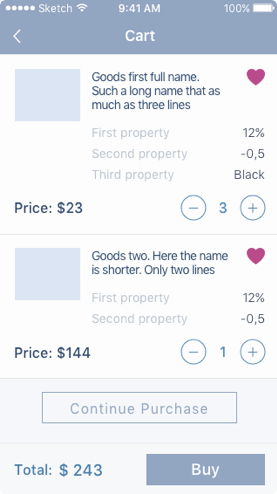 Sketch 9:41 AM 100%
Cart
Goods first full name.
Such a long name that as
much as three lines
First property 12%
Second property -0,5
Third property Black
Price: $23 3
Goods two. Here the name
is shorter. Only two lines
First property 12%
Second property -0,5
Price: $144 1
Continue Purchase
Total: $ 243 Buy